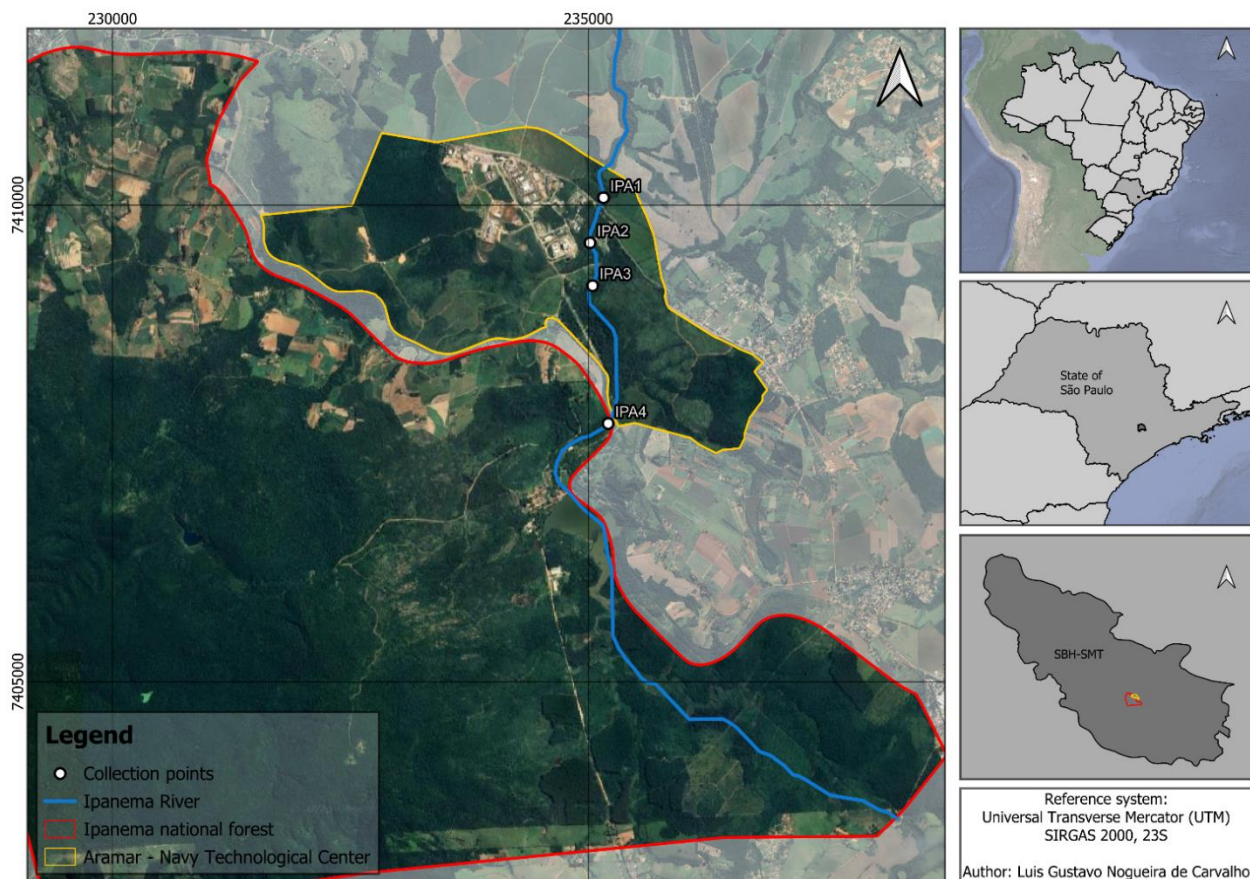 230000
235000
7410000
7405000
IPA1
IPA2
IPA3
IPA4
Legend
Collection points
Ipanema River
Ipanema national forest
Aramar - Navy Technological Center
State of
São Paulo
SBH-SMT
Reference system:
Universal Transverse Mercator (UTM)
SIRGAS 2000, 23S
Author: Luis Gustavo Nogueira de Carvalho